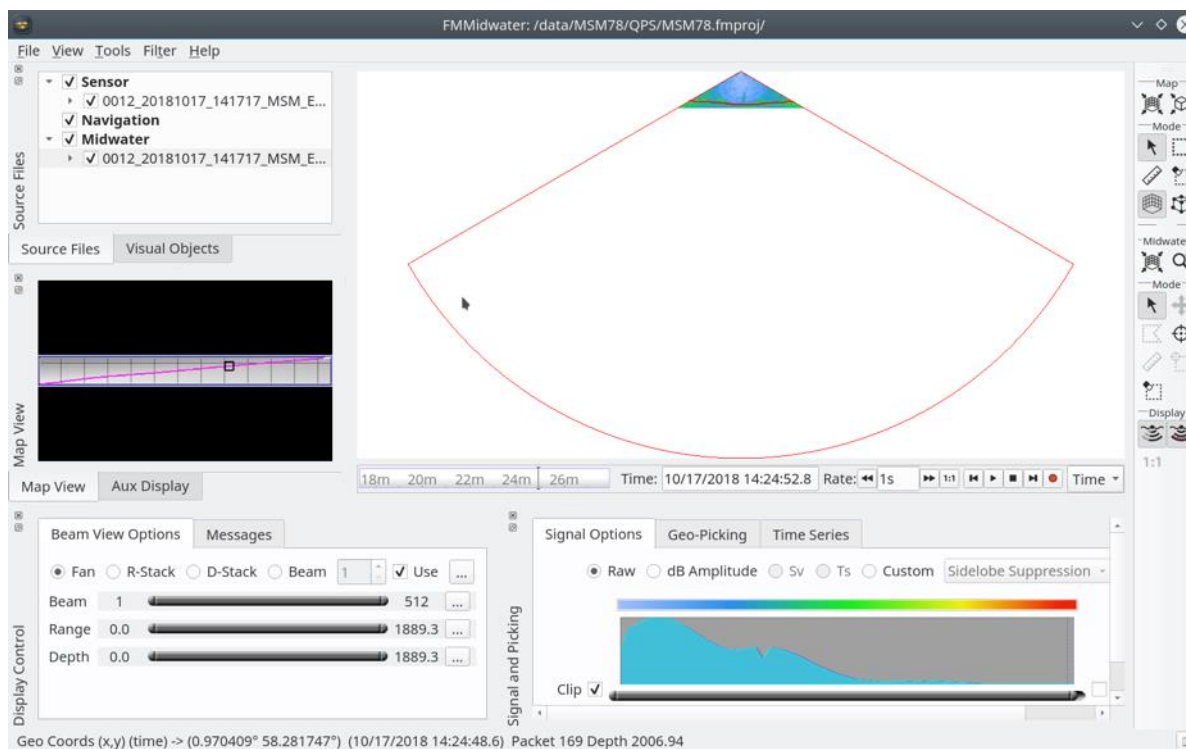 FMMidwater: /data/MSM78/QPS/MSM78.fmproj/
File View Tools Filter Help
Source Files
Sensor
0012_20181017_141717_MSM_E...
Navigation
Midwater
0012_20181017_141717_MSM_E...
Source Files Visual Objects
Map View
Map View Aux Display
18m 20m 22m 24m 26m Time: 10/17/2018 14:24:52.8 Rate: 1s 1:1 Time
Map
Mode
Midwate
Mode
Display
1:1
Display Control
Beam View Options Messages
Fan R-Stack D-Stack Beam 1 Use ...
Beam 1 512 ...
Range 0.0 1889.3 ...
Depth 0.0 1889.3 ...
Signal and Picking
Signal Options Geo-Picking Time Series
Raw dB Amplitude Sv Ts Custom Sidelobe Suppression
Clip
Geo Coords (x,y) (time) -> (0.970409° 58.281747°) (10/17/2018 14:24:48.6) Packet 169 Depth 2006.94